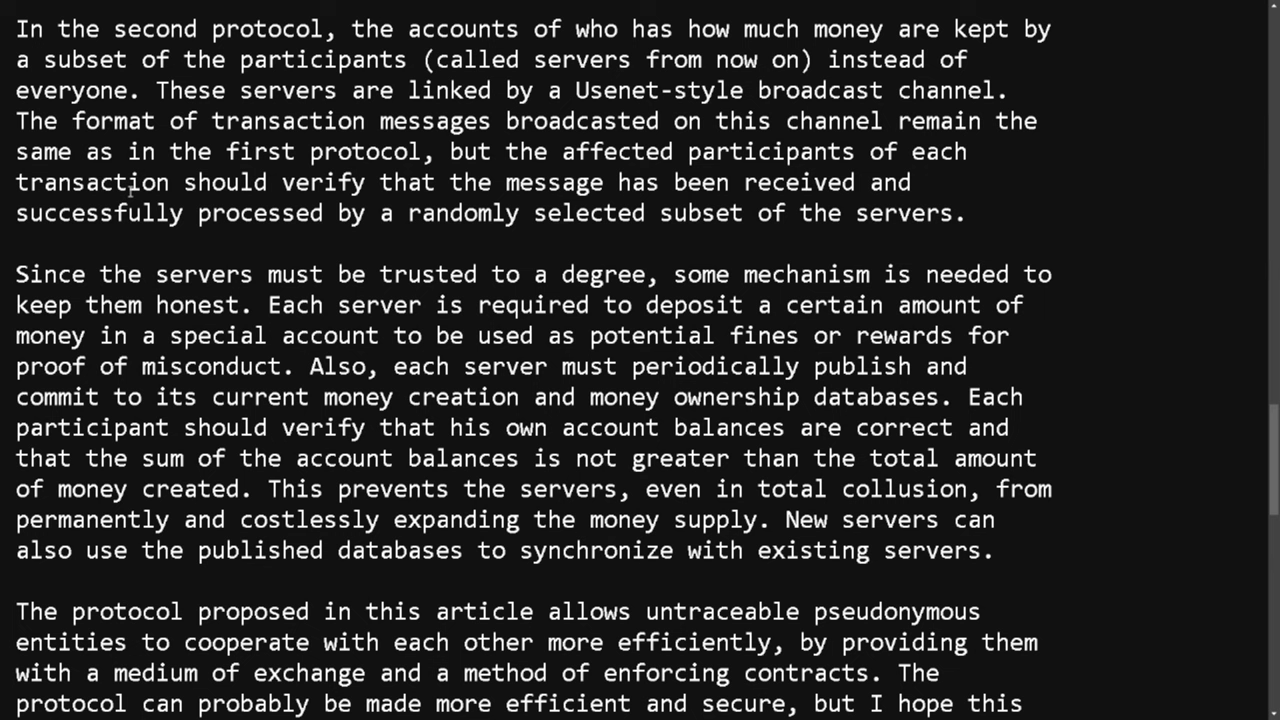 In the second protocol, the accounts of who has how much money are kept by
a subset of the participants (called servers from now on) instead of
everyone. These servers are linked by a Usenet-style broadcast channel.
The format of transaction messages broadcasted on this channel remain the
same as in the first protocol, but the affected participants of each
transaction should verify that the message has been received and
successfully processed by a randomly selected subset of the servers.
Since the servers must be trusted to a degree, some mechanism is needed to
keep them honest. Each server is required to deposit a certain amount of
money in a special account to be used as potential fines or rewards for
proof of misconduct. Also, each server must periodically publish and
commit to its current money creation and money ownership databases. Each
participant should verify that his own account balances are correct and
that the sum of the account balances is not greater than the total amount
of money created. This prevents the servers, even in total collusion, from
permanently and costlessly expanding the money supply. New servers can
also use the published databases to synchronize with existing servers.
The protocol proposed in this article allows untraceable pseudonymous
entities to cooperate with each other more efficiently, by providing them
with a medium of exchange and a method of enforcing contracts. The
protocol can probably be made more efficient and secure, but I hope this